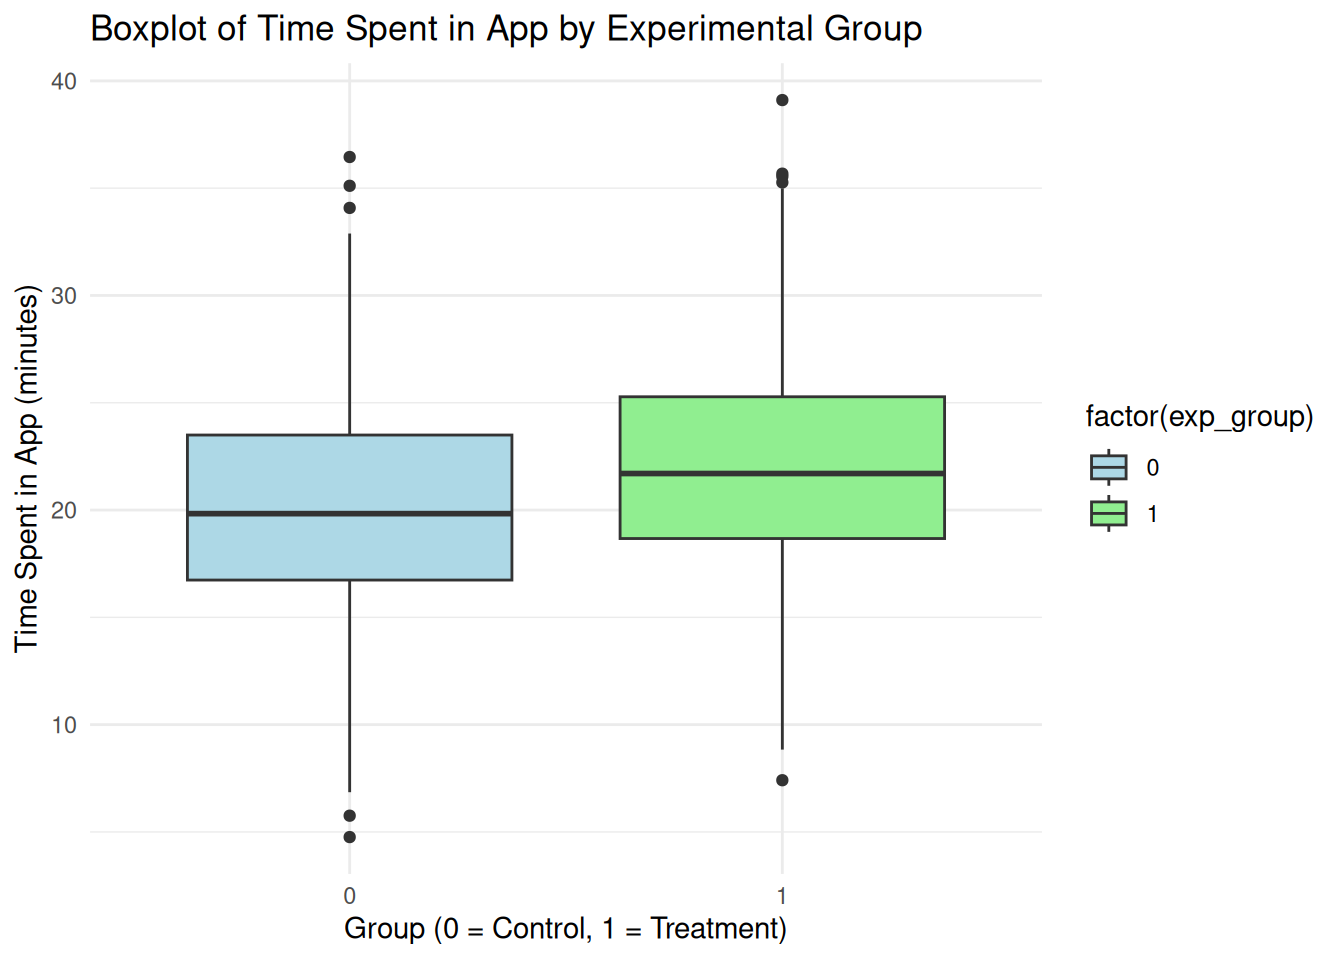 Boxplot of Time Spent in App by Experimental Group
Time Spent in App (minutes)
40
30
20
10
0
1
Group (0 = Control, 1 = Treatment)
factor(exp_group)
0
1